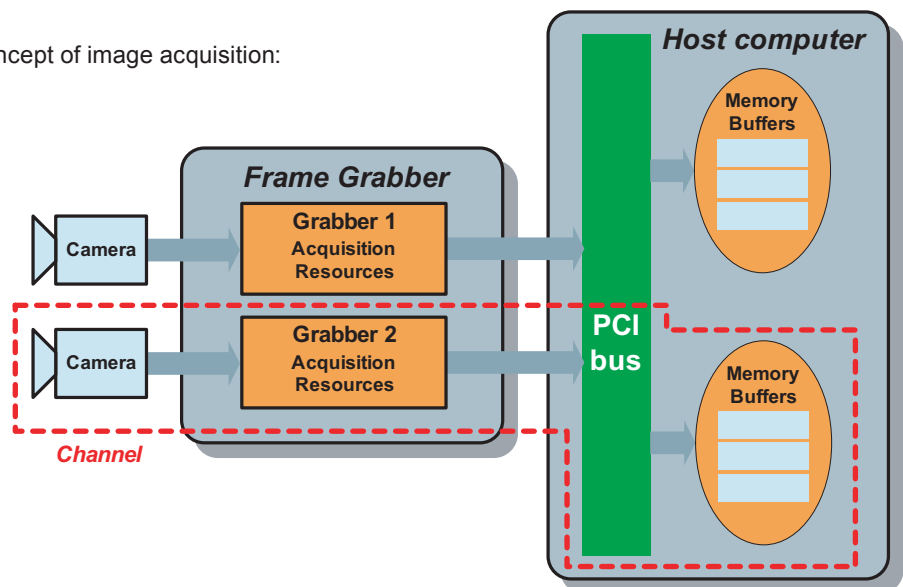 ncept of image acquisition:
Host computer
Memory
Buffers
Frame Grabber
Camera
Grabber 1
Acquisition
Resources
PCI
bus
Camera
Grabber 2
Acquisition
Resources
Memory
Buffers
Channel